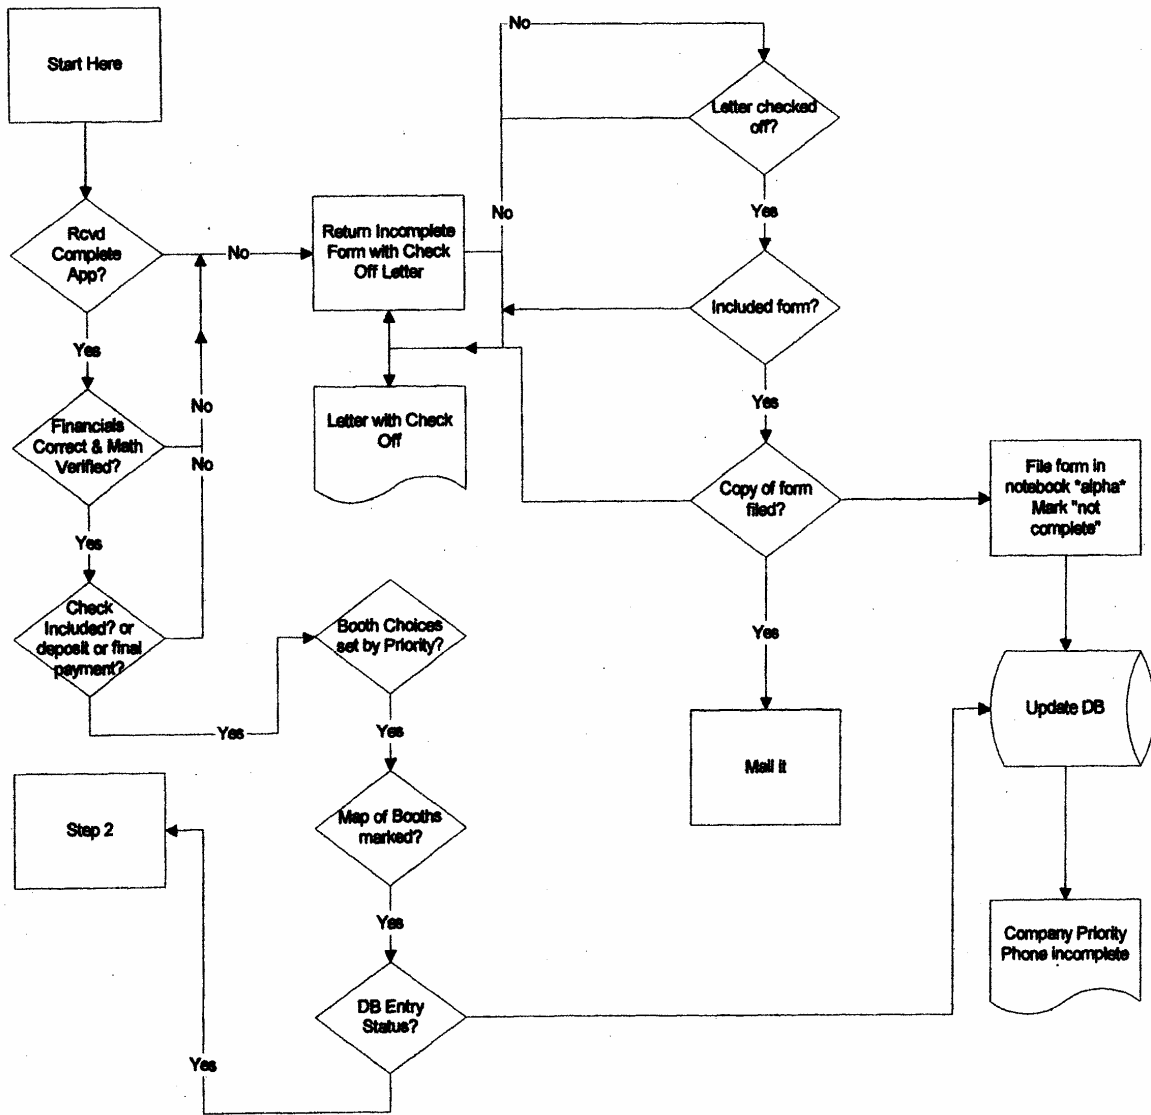 No
Start Here
Letter checked
off?
No
Yes
Rcvd
Complete
App?
No
Return Incomplete
Form with Check
Off Letter
Included form?
Yes
Yes
Financials
Correct & Math
Verified?
No
No
Letter with Check
Off
Copy of form
filed?
File form in
notebook *alpha*
Mark "not
complete"
Yes
Check
Included? or
deposit or final
payment?
Booth Choices
set by Priority?
Yes
Update DB
Yes
Yes
Mail it
Step 2
Map of Booths
marked?
Yes
Company Priority
Phone incomplete
DB Entry
Status?
Yes